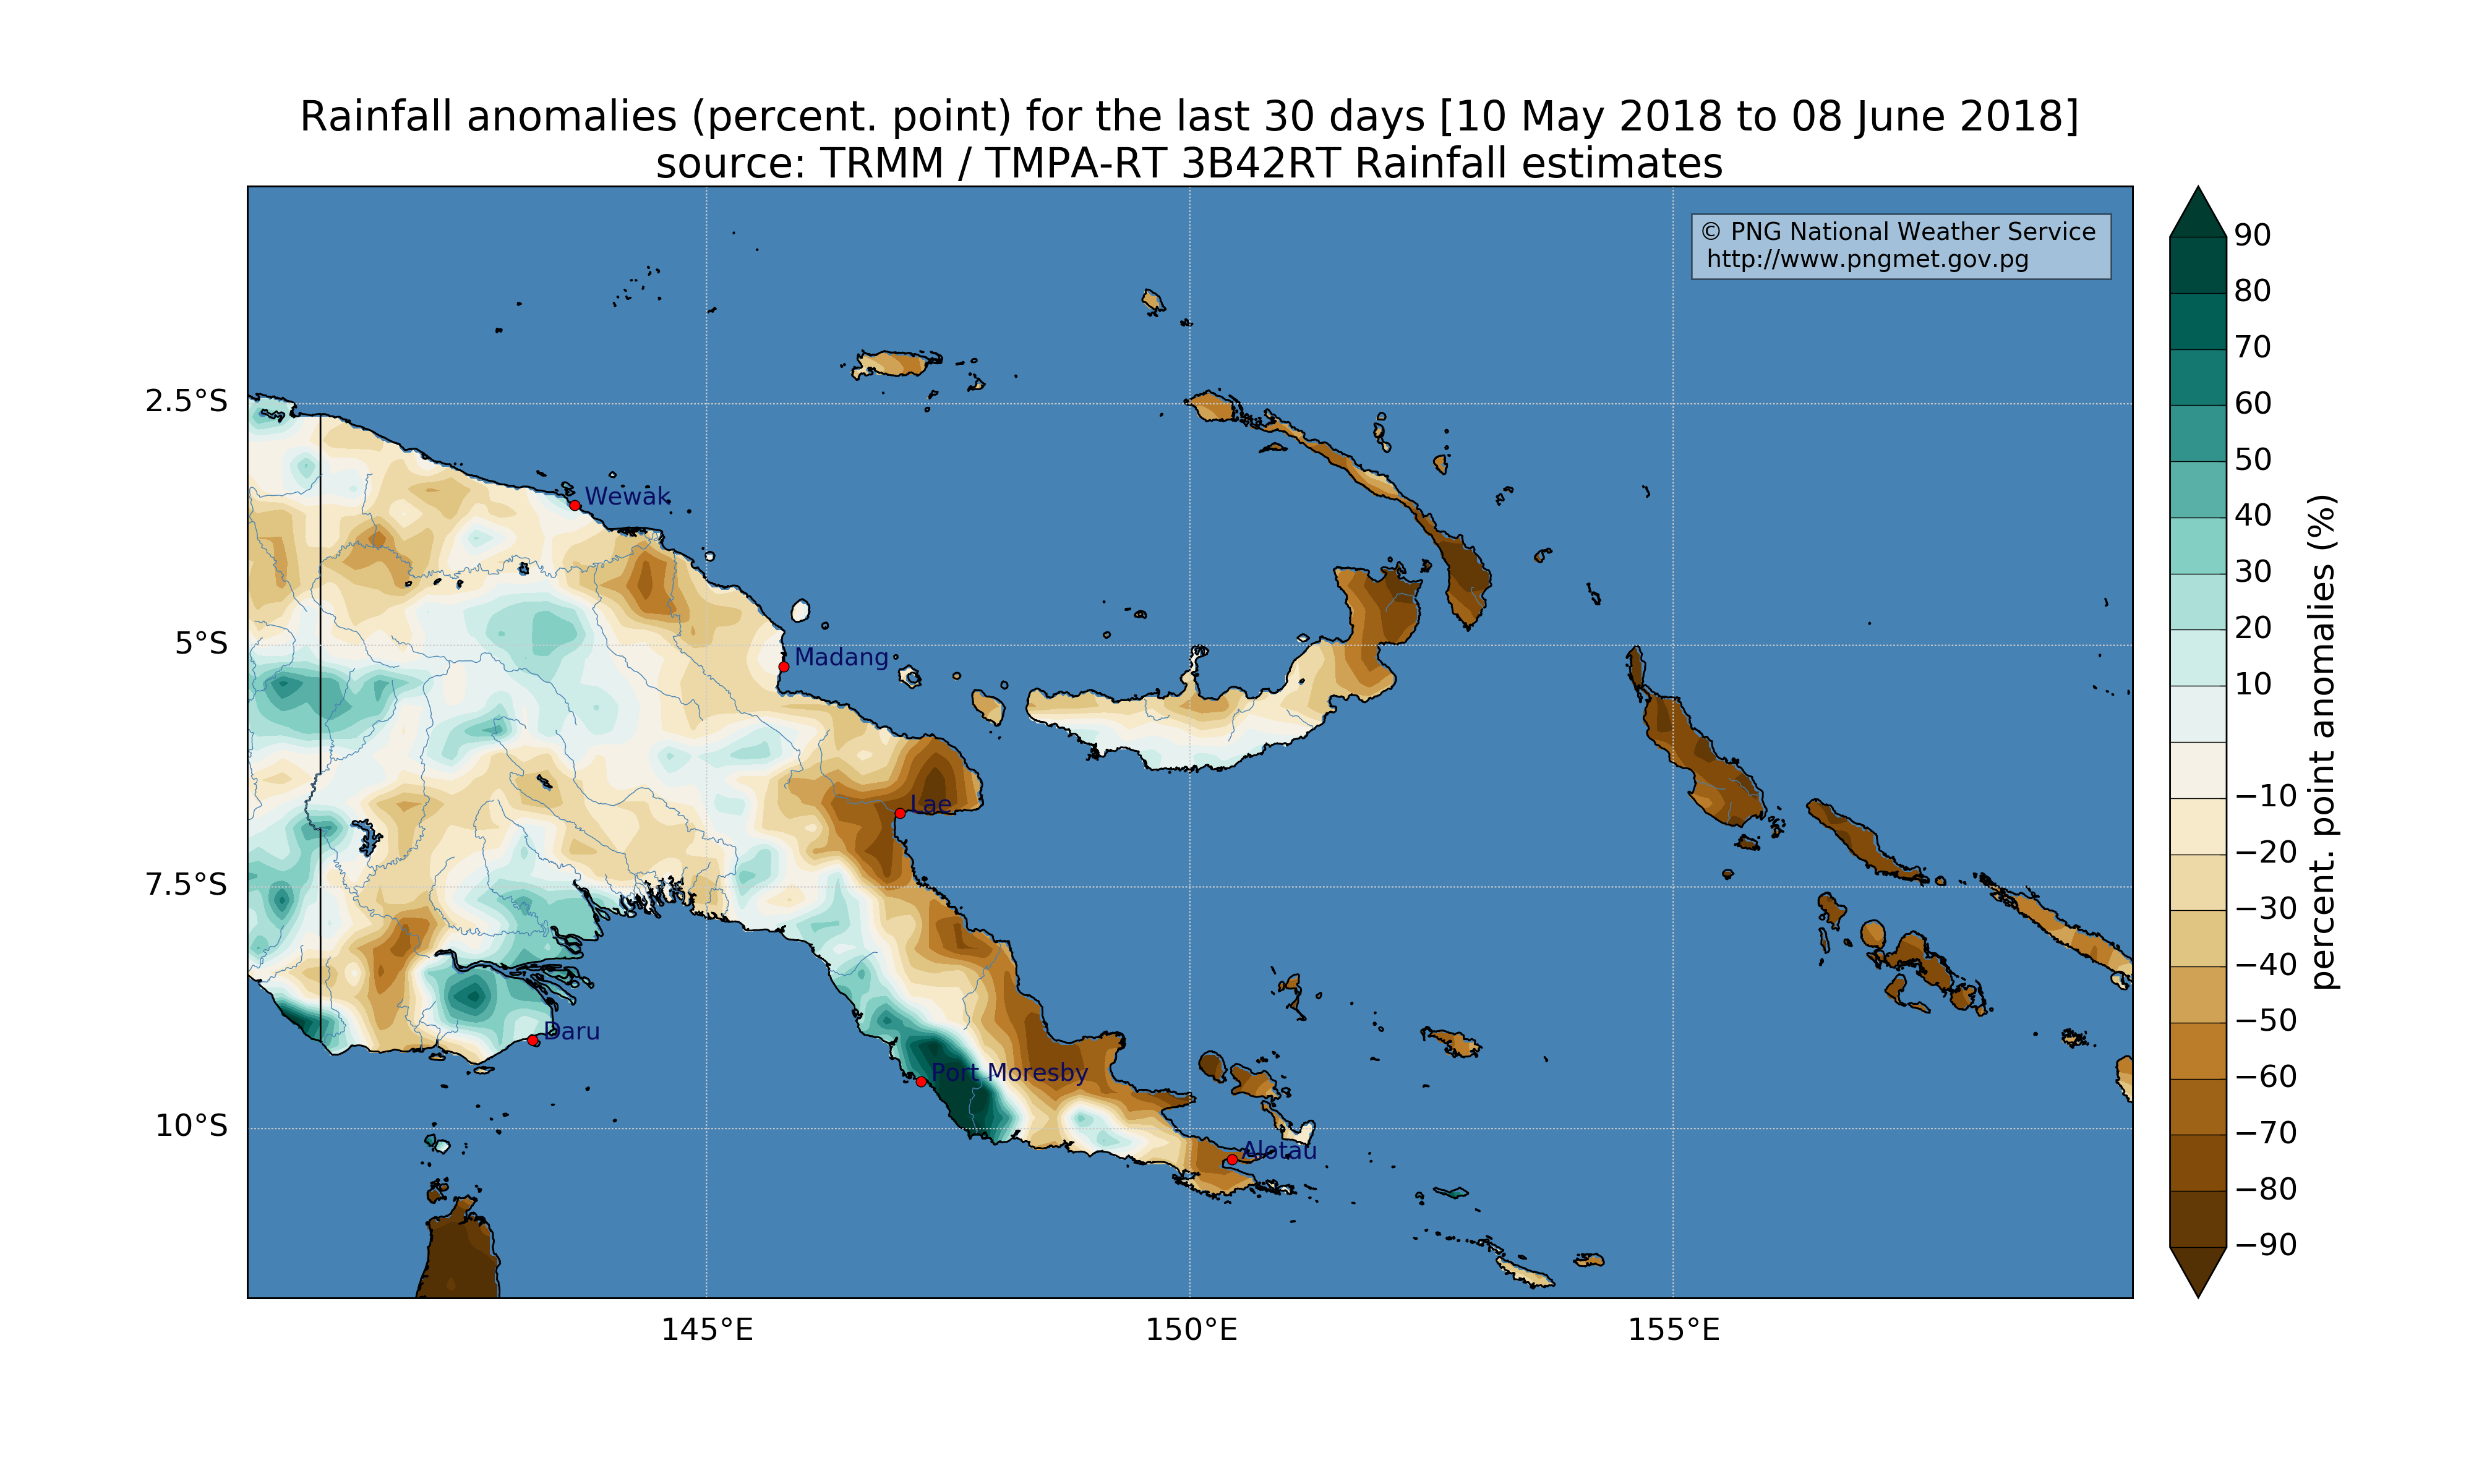 Rainfall anomalies (percent. point) for the last 30 days [10 May 2018 to 08 June 2018]
source: TRMM / TMPA-RT 3B42RT Rainfall estimates
© PNG National Weather Service
http://www.pngmet.gov.pg
2.5°S
5°S
7.5°S
10°S
Wewak
Madang
Lae
Daru
Port Moresby
Alotau
145°E
150°E
155°E
90
80
70
60
50
40
30
20
10
−10
−20
−30
−40
−50
−60
−70
−80
−90
percent. point anomalies (%)